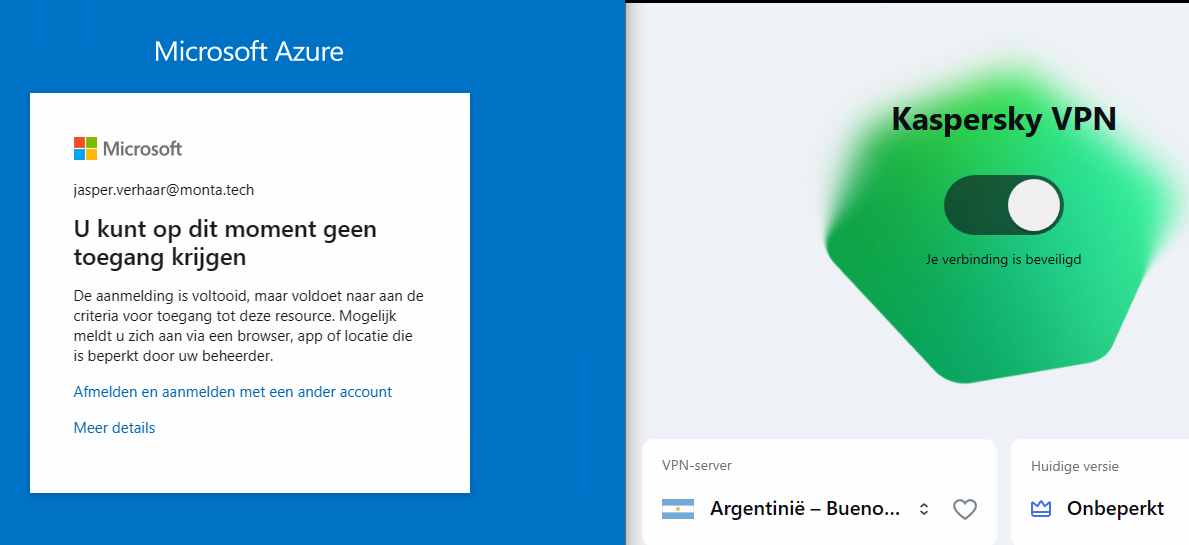 Microsoft Azure
Microsoft
jasper.verhaar@monta.tech
U kunt op dit moment geen
toegang krijgen
De aanmelding is voltooid, maar voldoet naar aan de
criteria voor toegang tot deze resource. Mogelijk
meldt u zich aan via een browser, app of locatie die
is beperkt door uw beheerder.
Afmelden en aanmelden met een ander account
Meer details
Kaspersky VPN
Je verbinding is beveiligd
VPN-server
Argentinië – Bueno...
Huidige versie
Onbeperkt